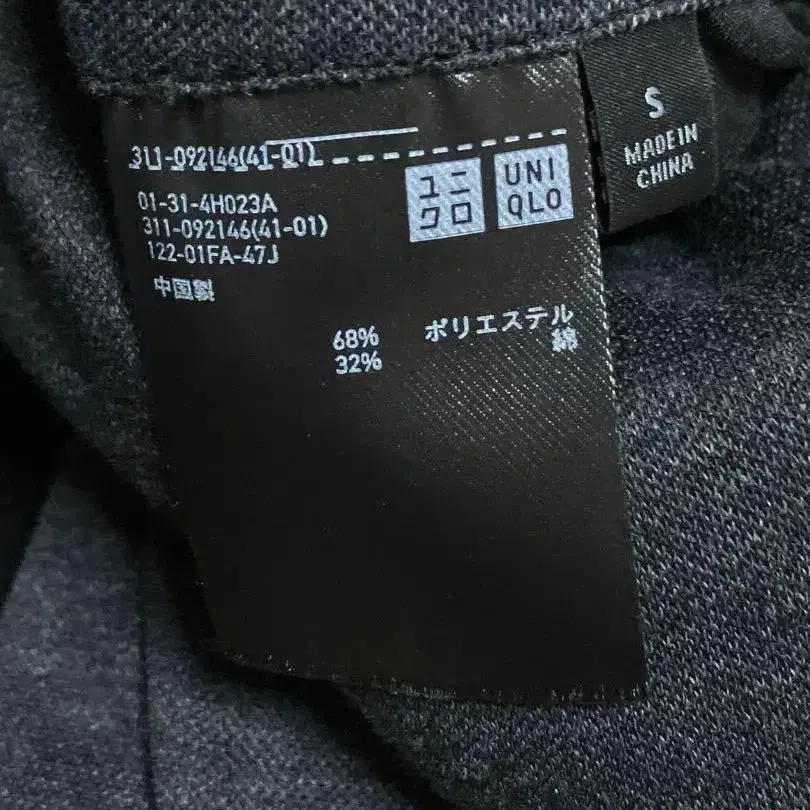 311-092146(41-01)
ユニ
クロ
UNI
QLO
S
MADE IN
CHINA
01-31-4H023A
311-092146(41-01)
122-01FA-47J
中国製
68% ポリエステル
32% 綿